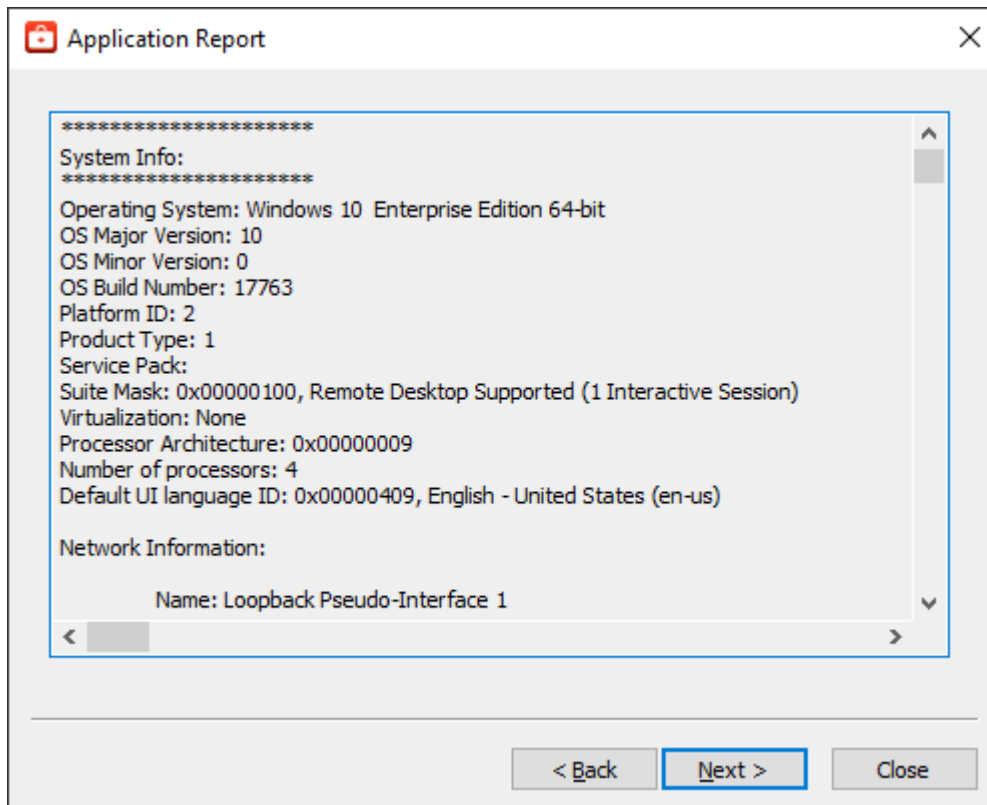 Application Report
*********************
System Info:
*********************
Operating System: Windows 10  Enterprise Edition 64-bit
OS Major Version: 10
OS Minor Version: 0
OS Build Number: 17763
Platform ID: 2
Product Type: 1
Service Pack:
Suite Mask: 0x00000100, Remote Desktop Supported (1 Interactive Session)
Virtualization: None
Processor Architecture: 0x00000009
Number of processors: 4
Default UI language ID: 0x00000409, English - United States (en-us)
Network Information:
Name: Loopback Pseudo-Interface 1
< Back Next > Close